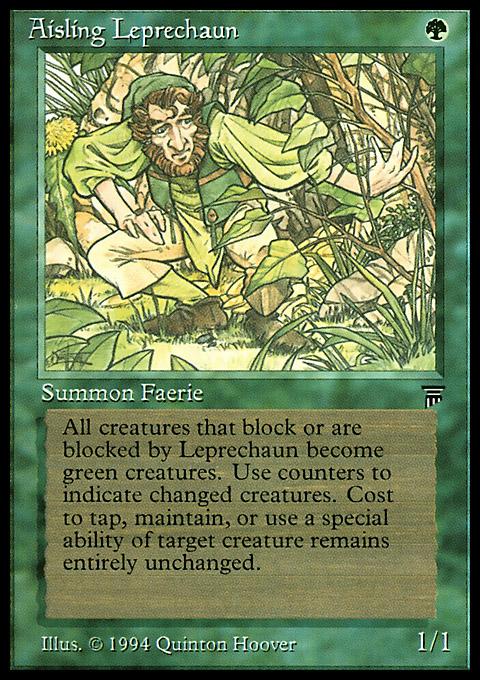 Aisling Leprechaun
Summon Faerie
All creatures that block or are
blocked by Leprechaun become
green creatures. Use counters to
indicate changed creatures. Cost
to tap, maintain, or use a special
ability of target creature remains
entirely unchanged.
Illus. © 1994 Quinton Hoover
1/1